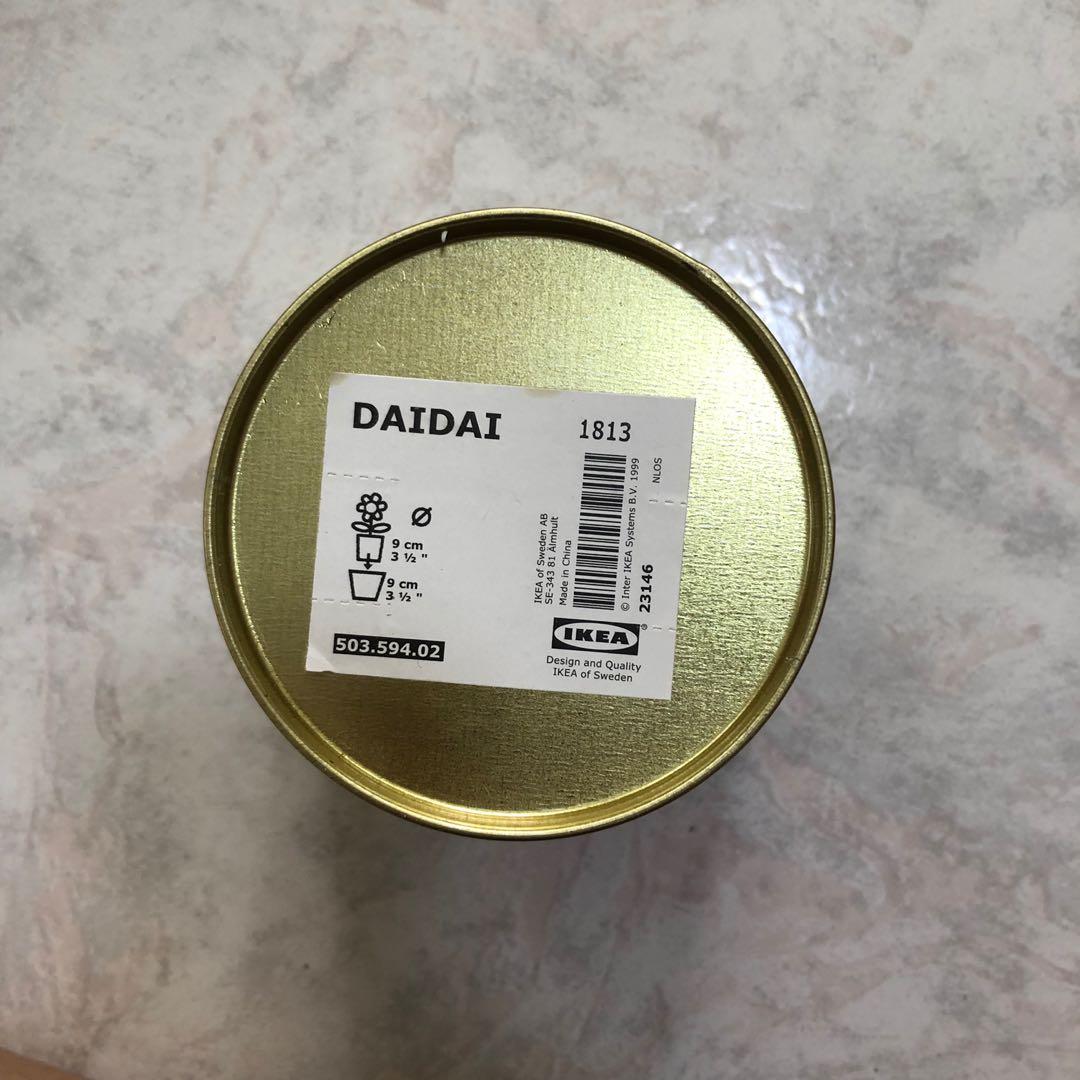 DAIDAI
1813
Ø
9 cm
3 ½ "
9 cm
3 ½ "
503.594.02
IKEA of Sweden AB
SE-343 81 Älmhult
Made in China
© Inter IKEA Systems B.V. 1999
23146
NLOS
IKEA®
Design and Quality
IKEA of Sweden